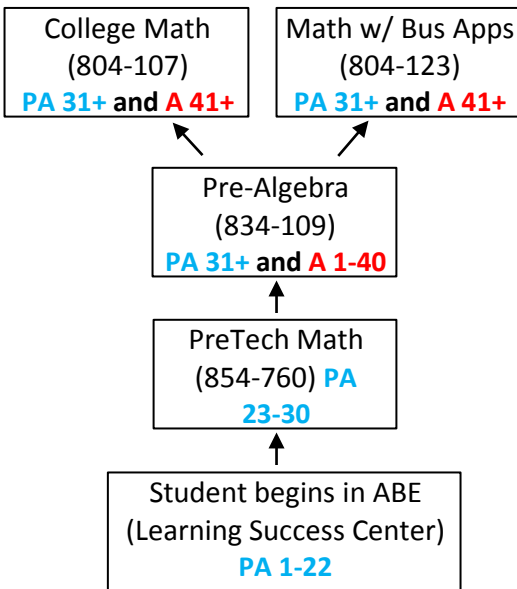 College Math
(804-107)
PA 31+ and A 41+
Math w/ Bus Apps
(804-123)
PA 31+ and A 41+
Pre-Algebra
(834-109)
PA 31+ and A 1-40
PreTech Math
(854-760) PA
23-30
Student begins in ABE
(Learning Success Center)
PA 1-22